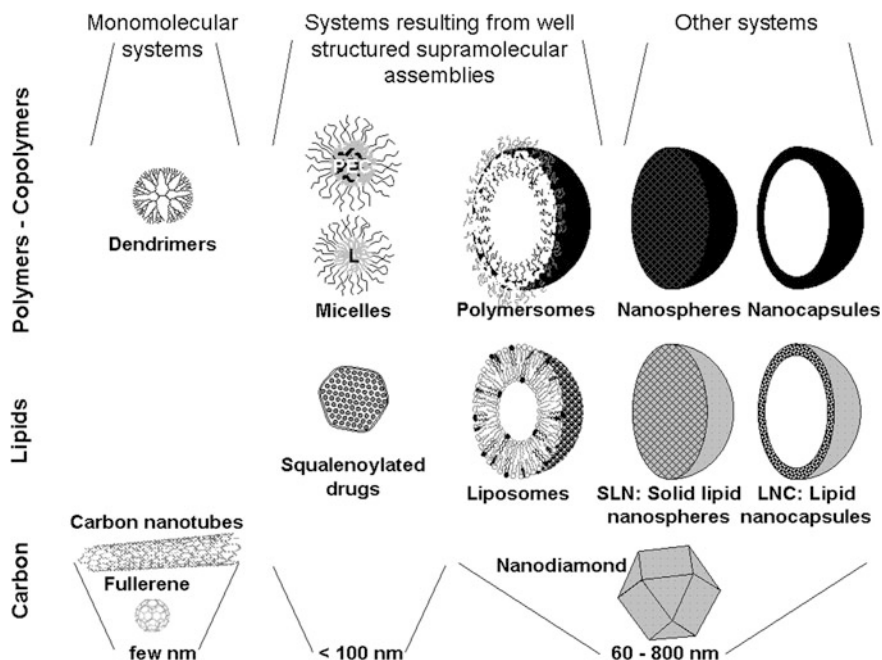 Monomolecular
systems
Systems resulting from well
structured supramolecular
assemblies
Other systems
Polymers - Copolymers
PEC
L
Dendrimers
Micelles
Polymersomes
Nanospheres
Nanocapsules
Lipids
Squalenoylated
drugs
Liposomes
SLN: Solid lipid
nanospheres
LNC: Lipid
nanocapsules
Carbon
Carbon nanotubes
Fullerene
Nanodiamond
few nm
< 100 nm
60 - 800 nm